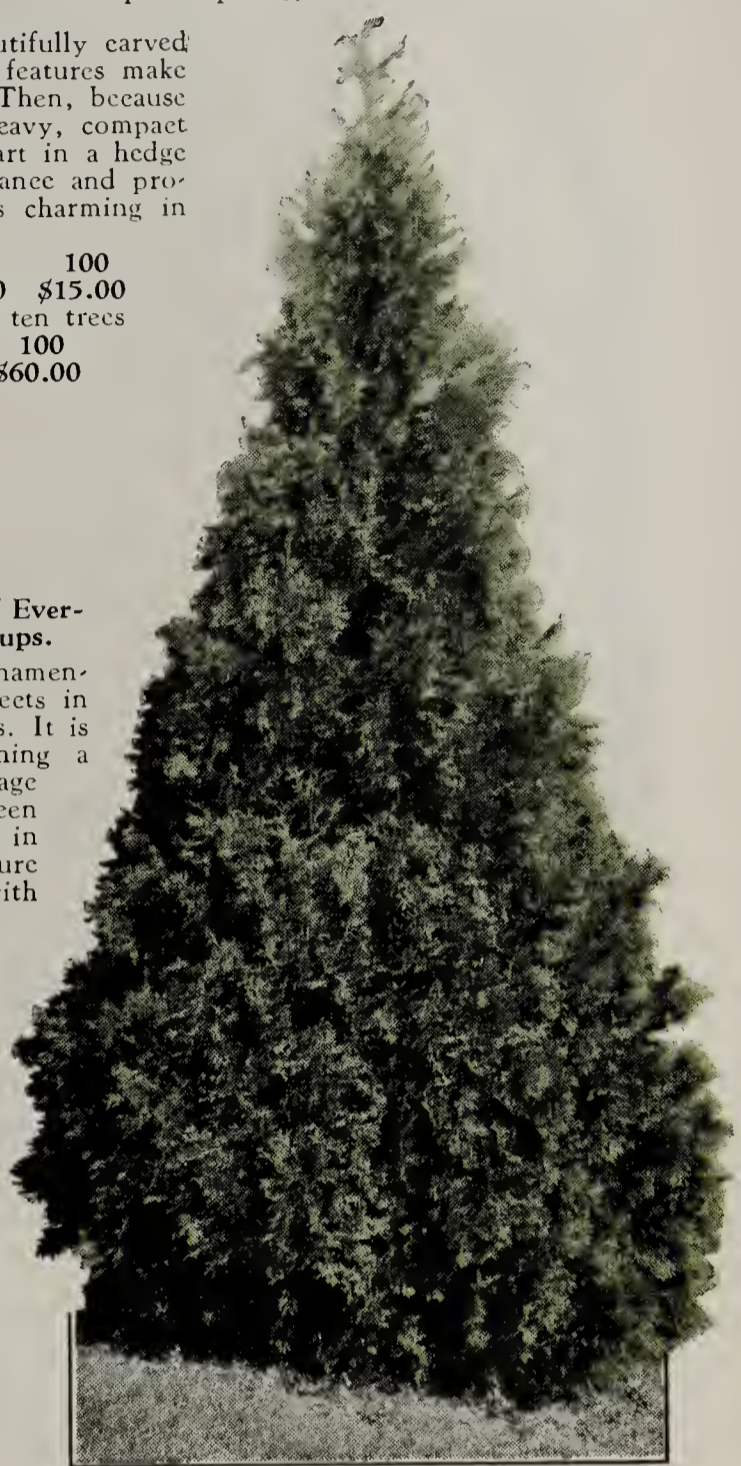 utifully carved
features make
Then, because
eavy, compact
art in a hedge
ance and pro-
s charming in
100
0 $15.00
ten trees
100
$60.00
Ever-
ups.
namen-
ects in
s. It is
ning a
age
een
in
ure
ith